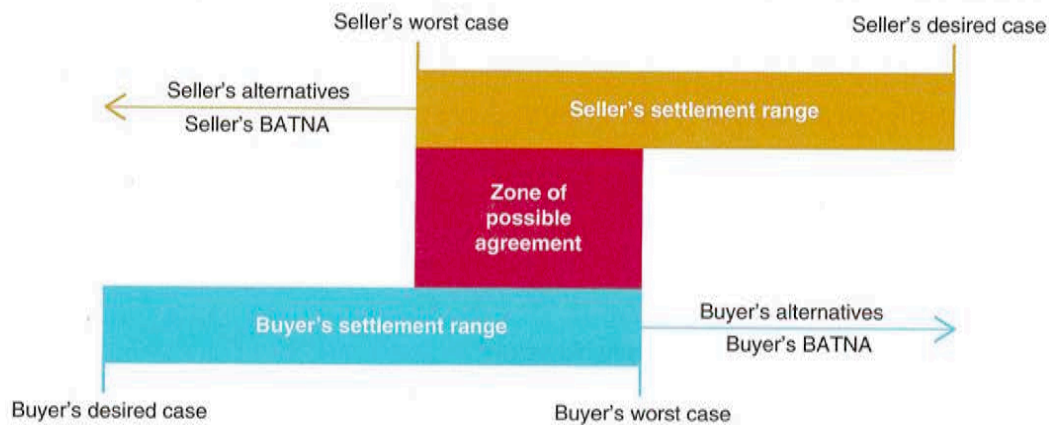 Seller's worst case
Seller's desired case
Seller's alternatives
Seller's BATNA
Seller's settlement range
Zone of
possible
agreement
Buyer's settlement range
Buyer's alternatives
Buyer's BATNA
Buyer's desired case
Buyer's worst case